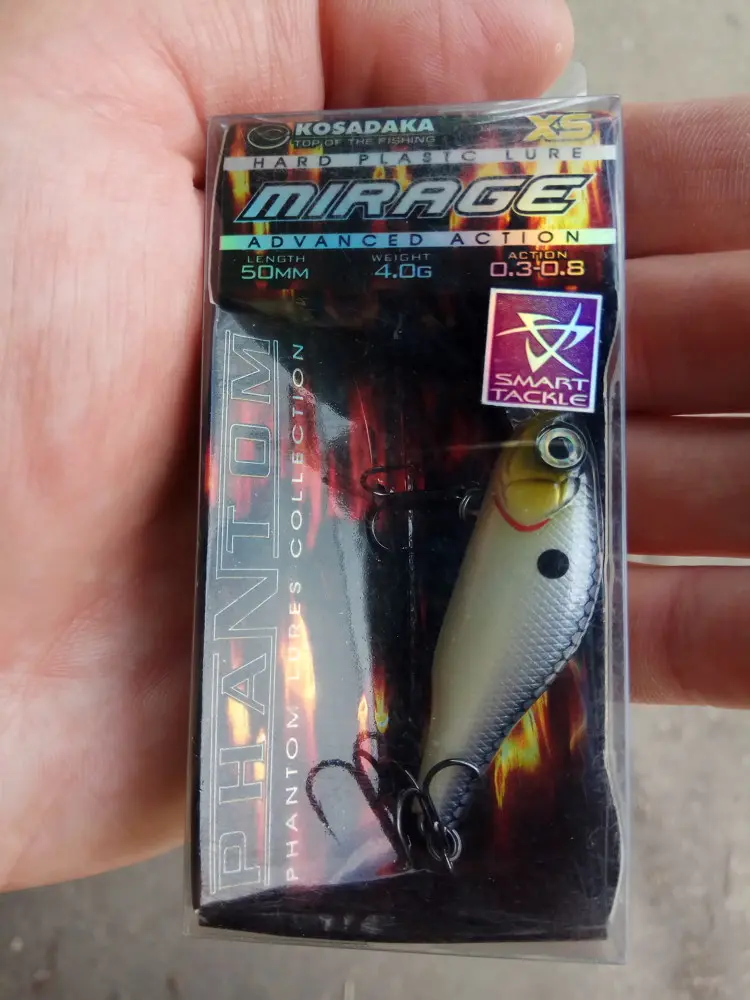 KOSADAKA
TOP OF THE FISHING
XS
HARD PLASTIC LURE
MIRAGE
ADVANCED ACTION
LENGTH WEIGHT ACTION
50MM 4.0G 0.3-0.8
SMART
TACKLE
PHANTOM
PHANTOM LURES COLLECTION